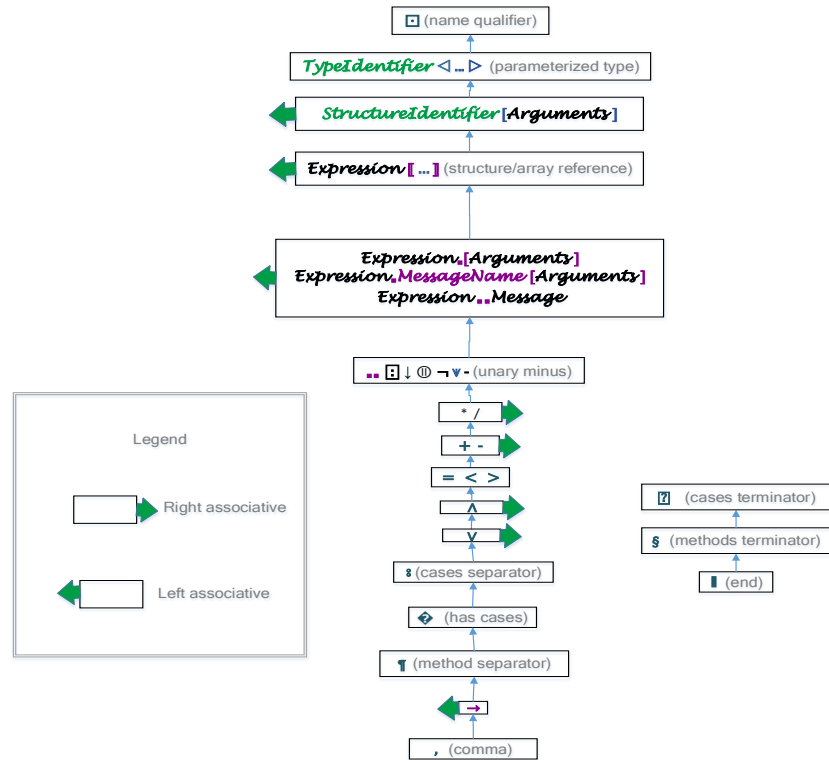 ⊡ (name qualifier)
TypeIdentifier ◁ ... ▷ (parameterized type)
StructureIdentifier [Arguments]
Expression ⟦ ... ⟧ (structure/array reference)
Expression.[Arguments]
Expression.MessageName [Arguments]
Expression..Message
.. ⚀ ↓ ⦷ ¬ - (unary minus)
* /
+ -
= < >
∧
∨
(cases separator)
� (has cases)
¶ (method separator)
→
, (comma)
Legend
Right associative
Left associative
⍰ (cases terminator)
§ (methods terminator)
▮ (end)